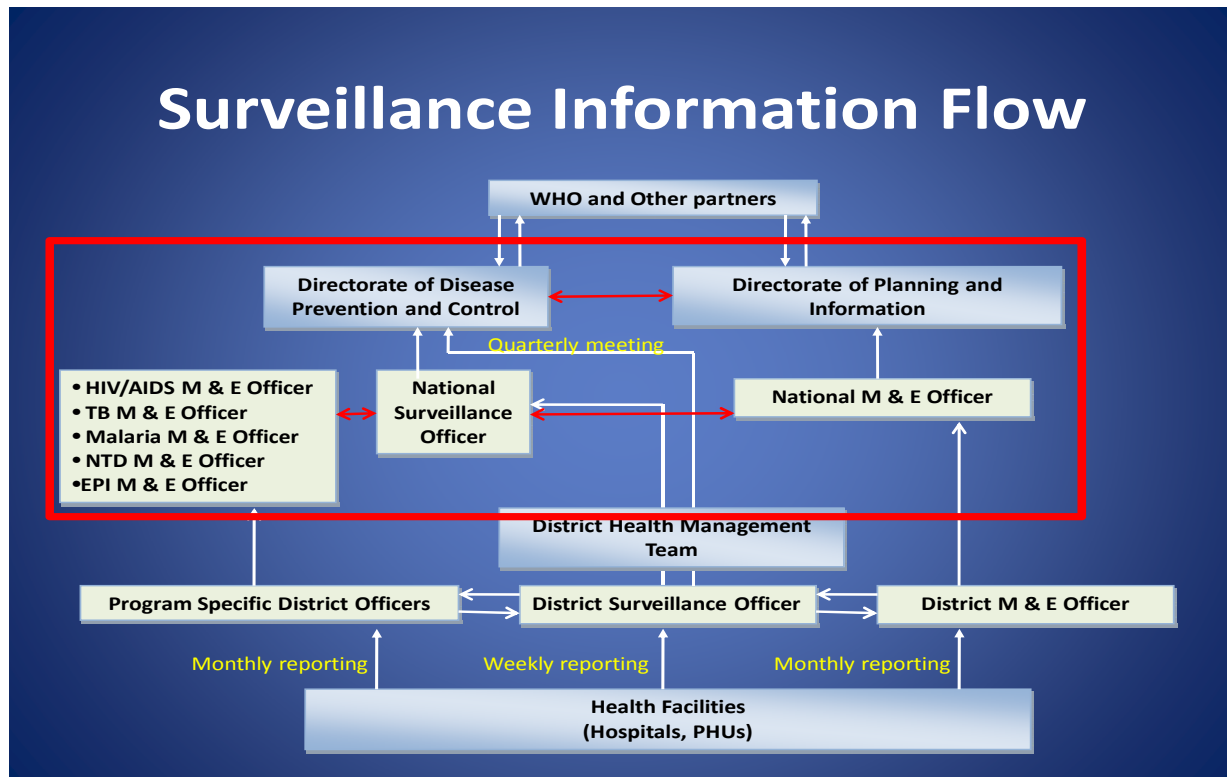 Surveillance Information Flow
WHO and Other partners
Directorate of Disease
Prevention and Control
Directorate of Planning and
Information
Quarterly meeting
• HIV/AIDS M & E Officer
• TB M & E Officer
• Malaria M & E Officer
• NTD M & E Officer
•EPI M & E Officer
National
Surveillance
Officer
National M & E Officer
District Health Management
Team
Program Specific District Officers
District Surveillance Officer
District M & E Officer
Monthly reporting
Weekly reporting
Monthly reporting
Health Facilities
(Hospitals, PHUs)